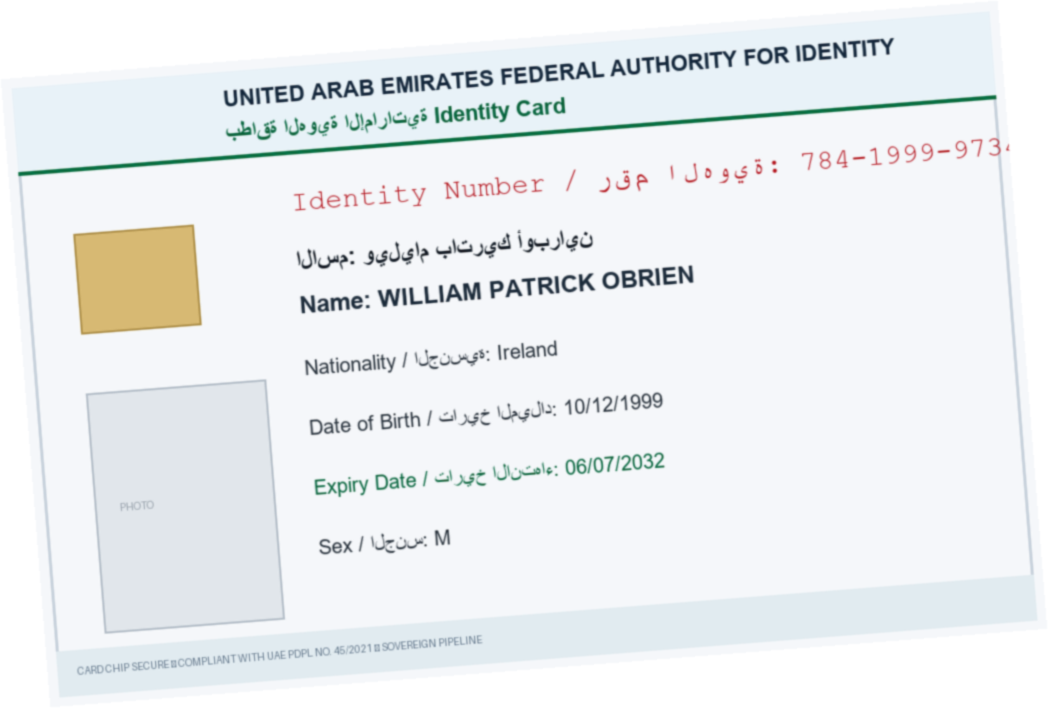 UNITED ARAB EMIRATES FEDERAL AUTHORITY FOR IDENTITY
بطاقة الهوية الإماراتية Identity Card
Identity Number / رقم الهوية: 784-1999-973
الاسم: ويليام باتريك أوبراين
Name: WILLIAM PATRICK OBRIEN
Nationality / الجنسية: Ireland
Date of Birth / تاريخ الميلاد: 10/12/1999
Expiry Date / تاريخ الانتهاء: 06/07/2032
Sex / الجنس: M
PHOTO
CARD CHIP SECURE COMPLIANT WITH UAE PDPL NO. 45/2021 SOVEREIGN PIPELINE